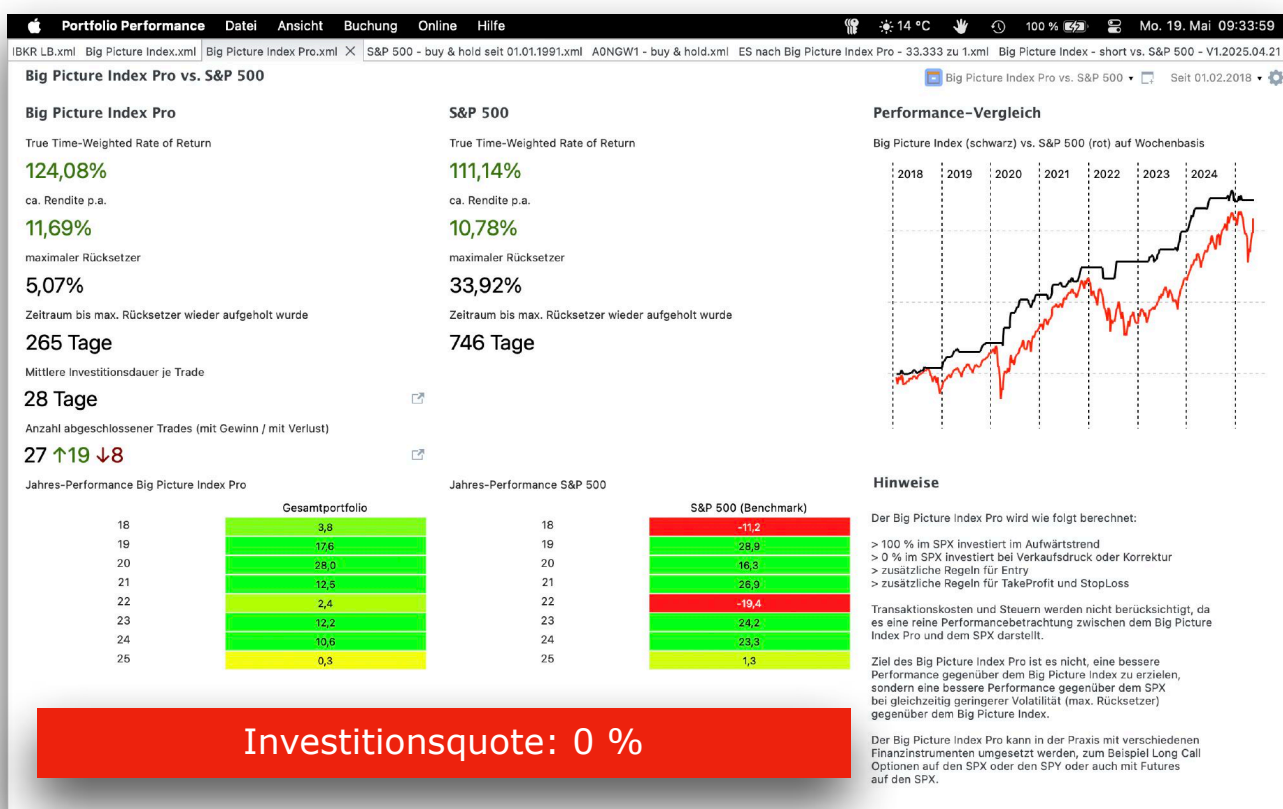 Portfolio Performance Datei Ansicht Buchung Online Hilfe 14 °C 100 % Mo. 19. Mai 09:33:59
IBKR LB.xml Big Picture Index.xml Big Picture Index Pro.xml S&P 500 - buy & hold seit 01.01.1991.xml A0NGW1 - buy & hold.xml ES nach Big Picture Index Pro - 33.333 zu 1.xml Big Picture Index - short vs. S&P 500 - V1.2025.04.21
Big Picture Index Pro vs. S&P 500
Big Picture Index Pro vs. S&P 500 Seit 01.02.2018
Big Picture Index Pro
True Time-Weighted Rate of Return
124,08%
ca. Rendite p.a.
11,69%
maximaler Rücksetzer
5,07%
Zeitraum bis max. Rücksetzer wieder aufgeholt wurde
265 Tage
Mittlere Investitionsdauer je Trade
28 Tage
Anzahl abgeschlossener Trades (mit Gewinn / mit Verlust)
27 ↑19 ↓8
Jahres-Performance Big Picture Index Pro
Gesamtportfolio
18 3,8
19 17,6
20 28,0
21 12,5
22 2,4
23 12,2
24 10,6
25 0,3
S&P 500
True Time-Weighted Rate of Return
111,14%
ca. Rendite p.a.
10,78%
maximaler Rücksetzer
33,92%
Zeitraum bis max. Rücksetzer wieder aufgeholt wurde
746 Tage
Jahres-Performance S&P 500
S&P 500 (Benchmark)
18 -11,2
19 28,9
20 16,3
21 26,9
22 -19,4
23 24,2
24 23,3
25 1,3
Performance-Vergleich
Big Picture Index (schwarz) vs. S&P 500 (rot) auf Wochenbasis
2018 2019 2020 2021 2022 2023 2024
Hinweise
Der Big Picture Index Pro wird wie folgt berechnet:
> 100 % im SPX investiert im Aufwärtstrend
> 0 % im SPX investiert bei Verkaufsdruck oder Korrektur
> zusätzliche Regeln für Entry
> zusätzliche Regeln für TakeProfit und StopLoss
Transaktionskosten und Steuern werden nicht berücksichtigt, da
es eine reine Performancebetrachtung zwischen dem Big Picture
Index Pro und dem SPX darstellt.
Ziel des Big Picture Index Pro ist es nicht, eine bessere
Performance gegenüber dem Big Picture Index zu erzielen,
sondern eine bessere Performance gegenüber dem SPX
bei gleichzeitig geringerer Volatilität (max. Rücksetzer)
gegenüber dem Big Picture Index.
Der Big Picture Index Pro kann in der Praxis mit verschiedenen
Finanzinstrumenten umgesetzt werden, zum Beispiel Long Call
Optionen auf den SPX oder den SPY oder auch mit Futures
auf den SPX.
Investitionsquote: 0 %